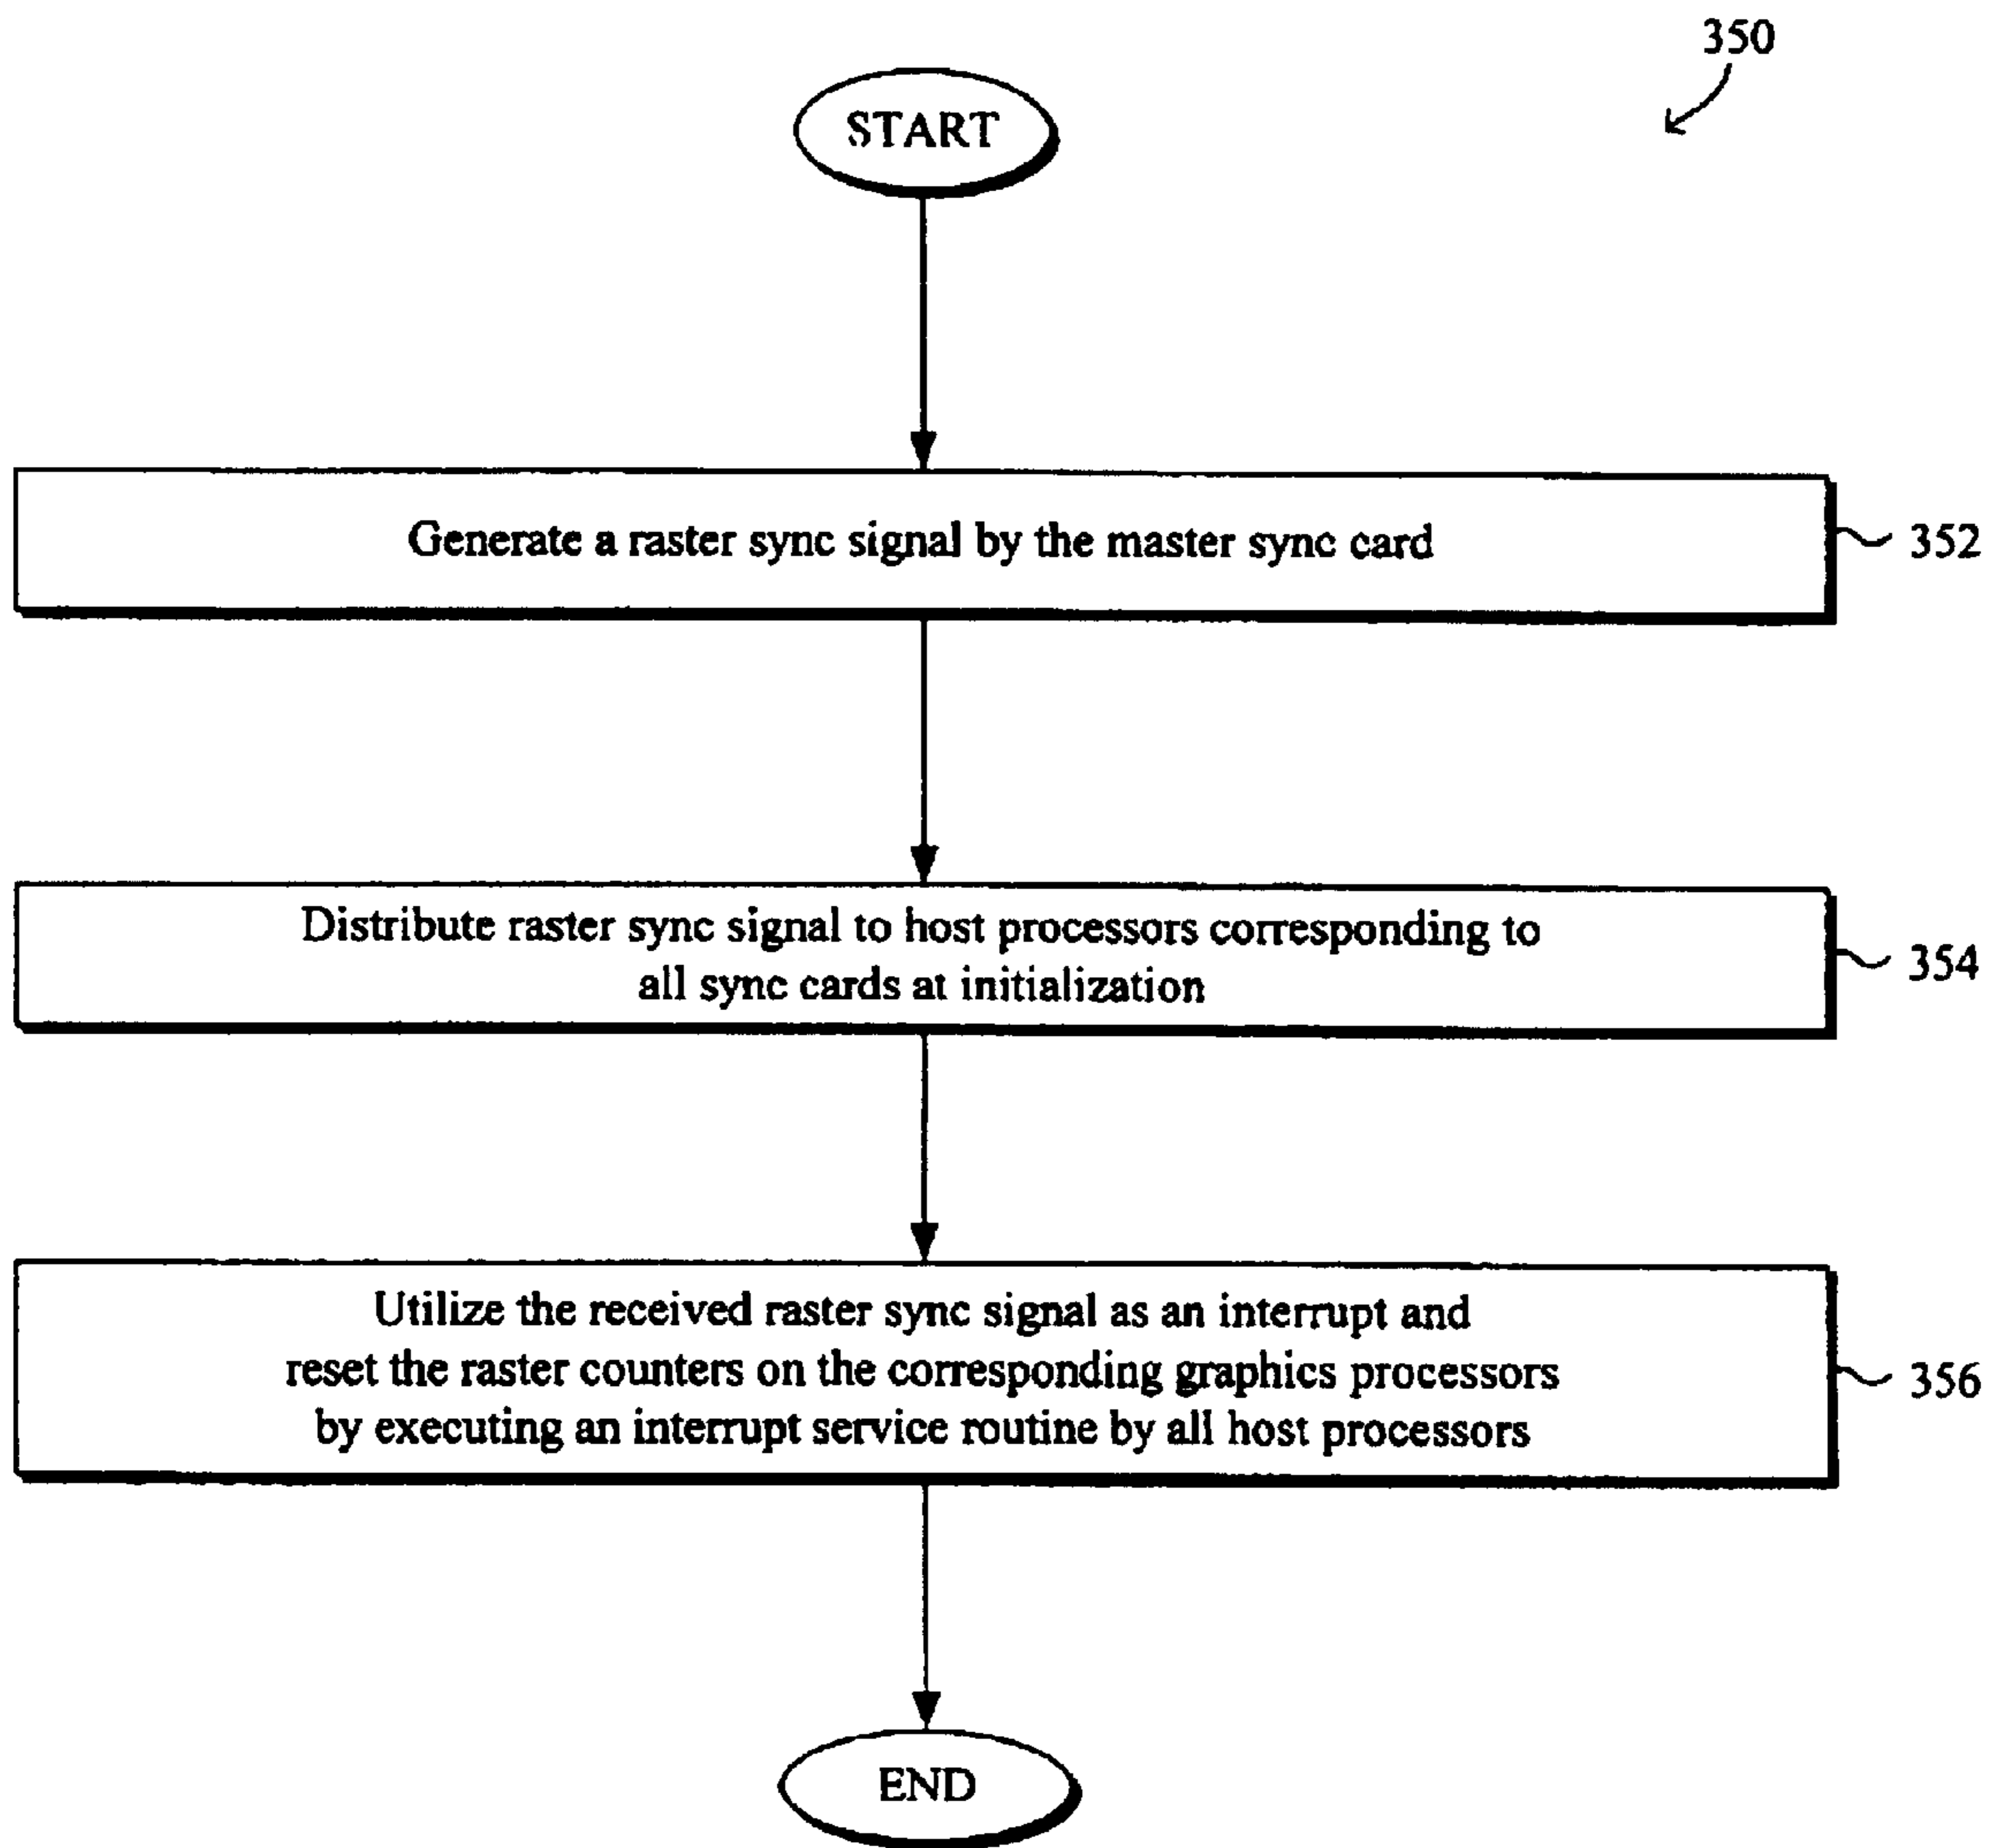 350
START
Generate a raster sync signal by the master sync card
352
Distribute raster sync signal to host processors corresponding to
all sync cards at initialization
354
Utilize the received raster sync signal as an interrupt and
reset the raster counters on the corresponding graphics processors
by executing an interrupt service routine by all host processors
356
END